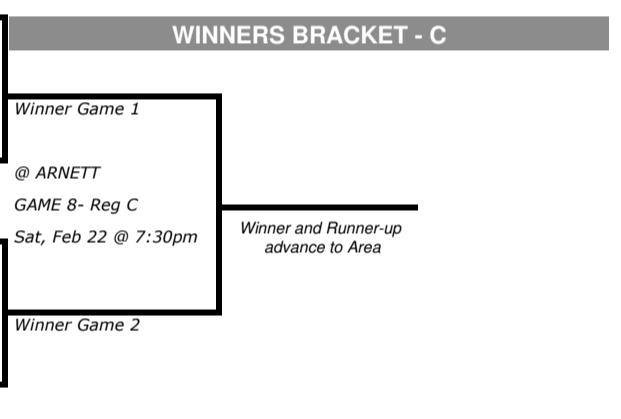 WINNERS BRACKET - C
Winner Game 1
@ ARNETT
GAME 8- Reg C
Sat, Feb 22 @ 7:30pm
Winner and Runner-up
advance to Area
Winner Game 2